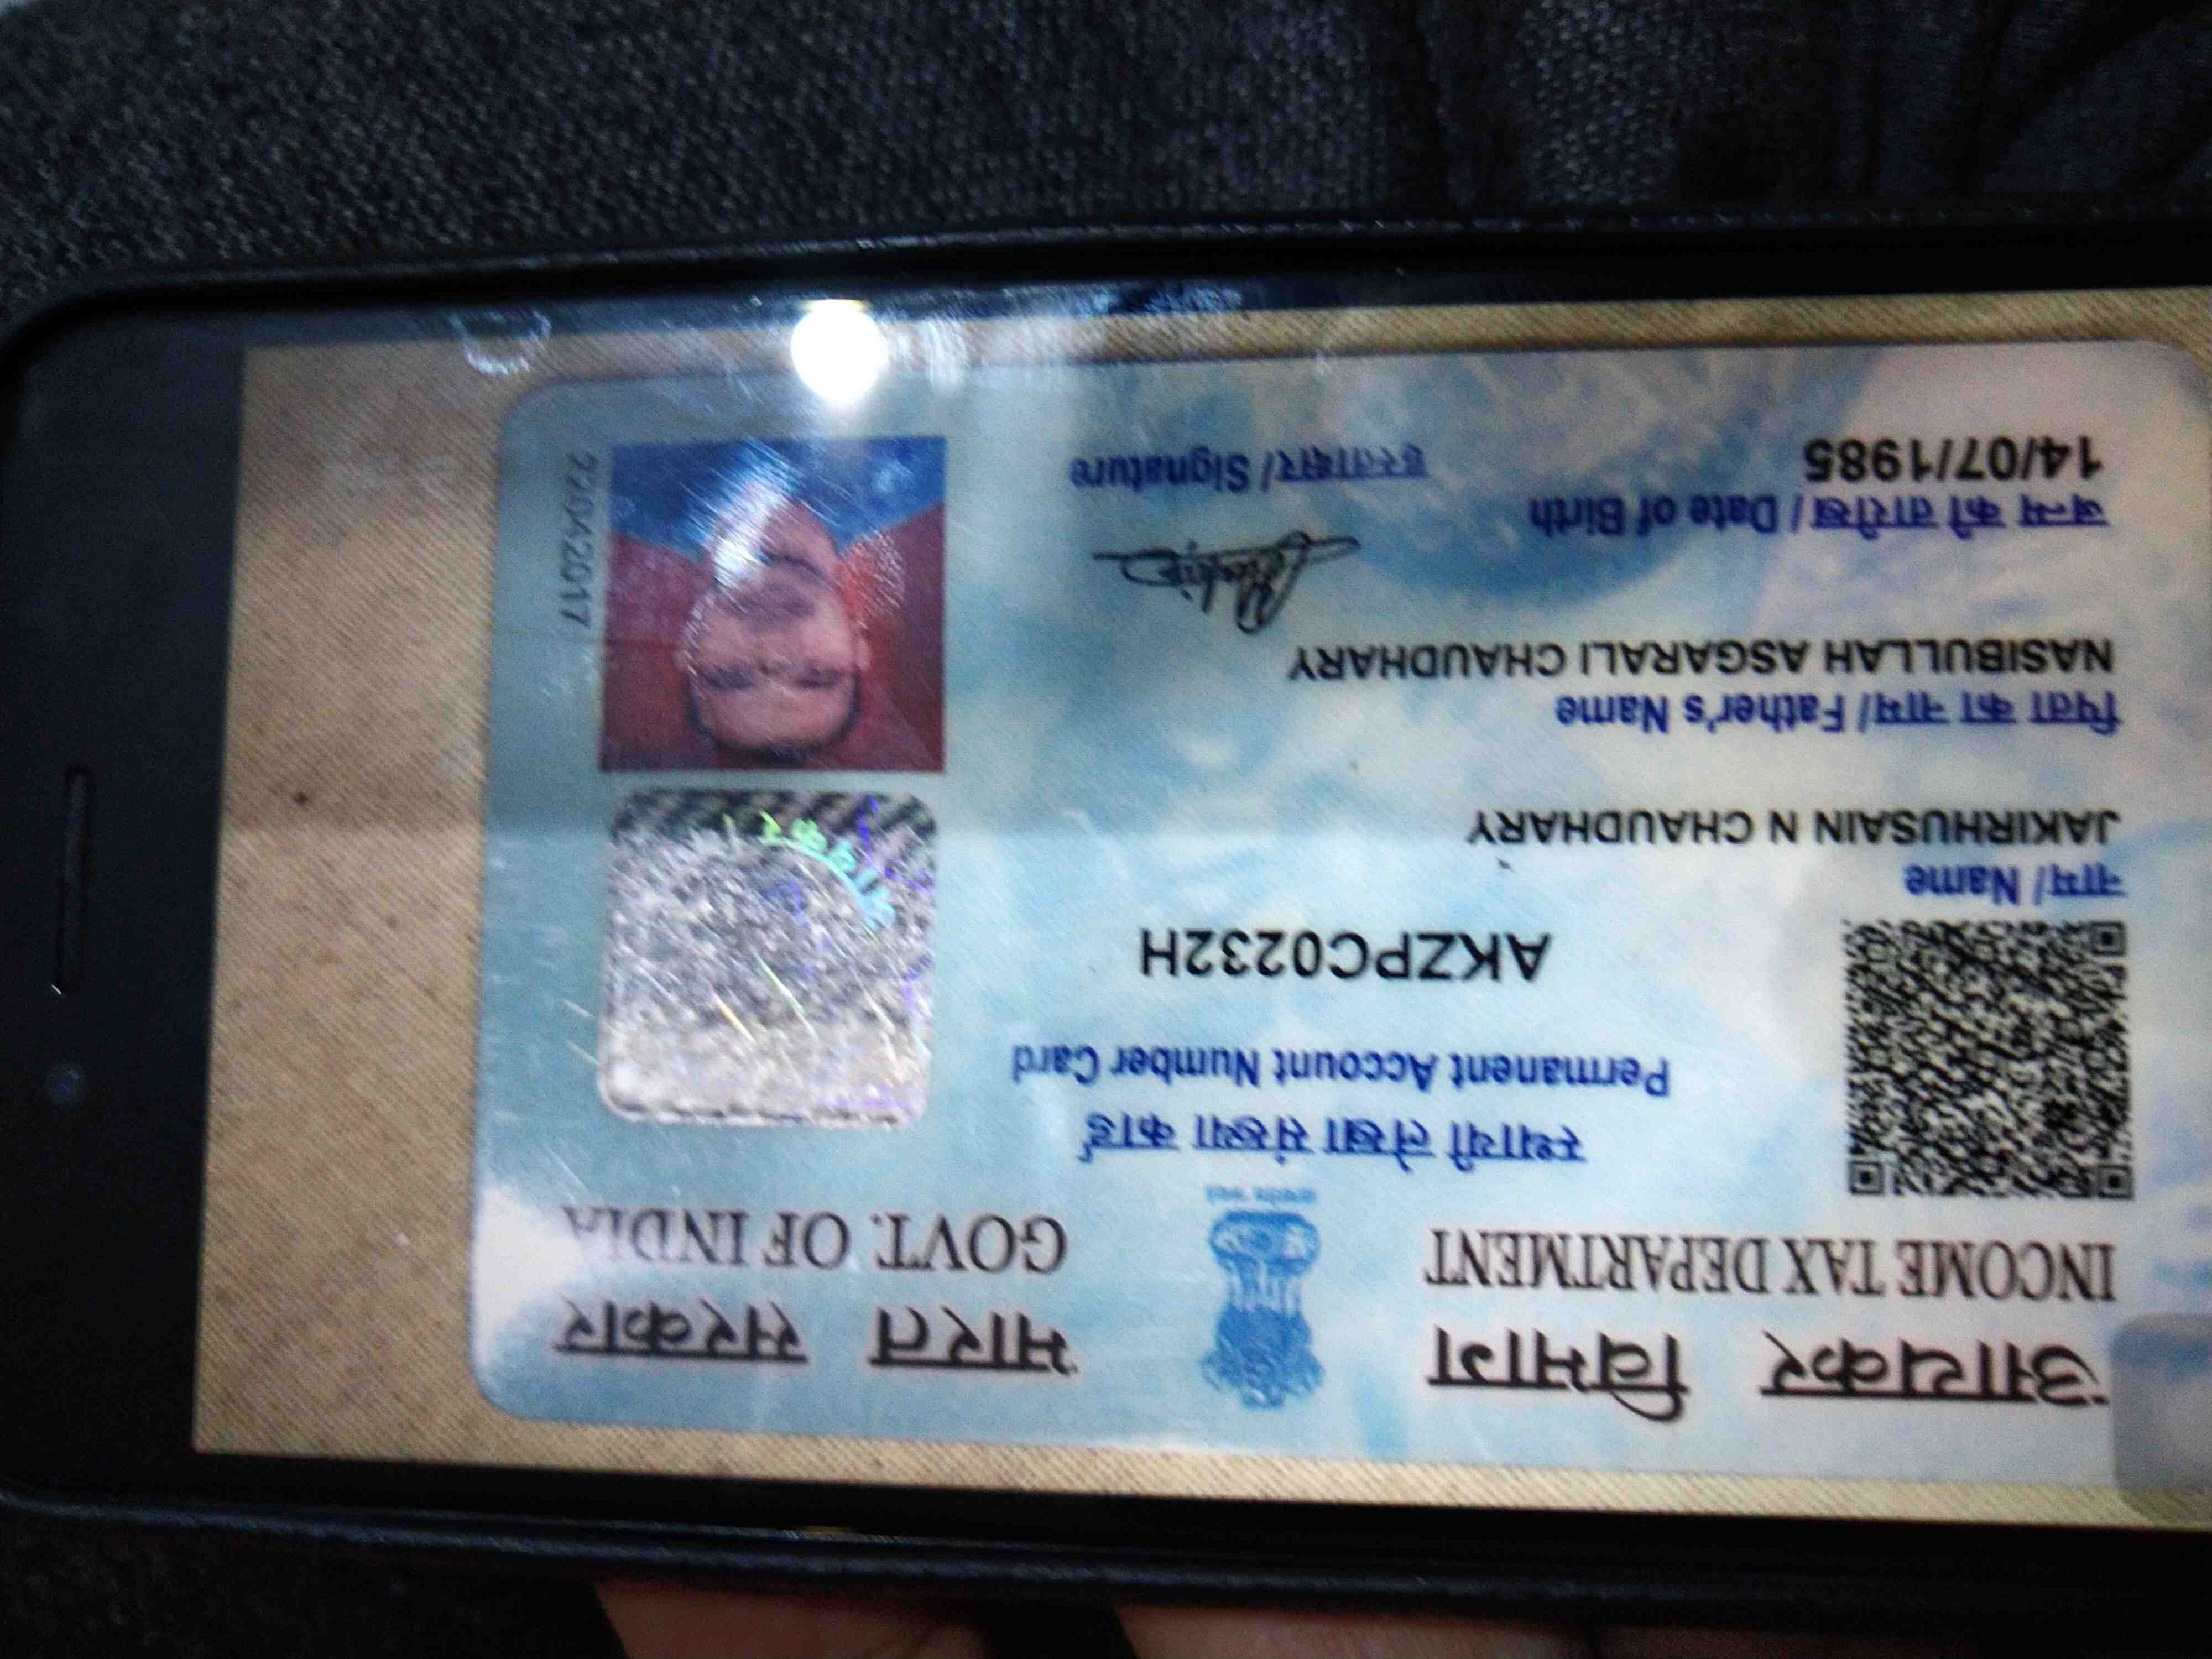 आयकर विभाग
INCOME TAX DEPARTMENT
भारत सरकार
GOVT. OF INDIA
स्थायी लेखा संख्या कार्ड
Permanent Account Number Card
AKZPC0232H
नाम / Name
JAKIRHUSAIN N CHAUDHARY
पिता का नाम / Father's Name
NASIBULLAH ASGARALI CHAUDHARY
जन्म की तारीख / Date of Birth
14/07/1985
हस्ताक्षर / Signature